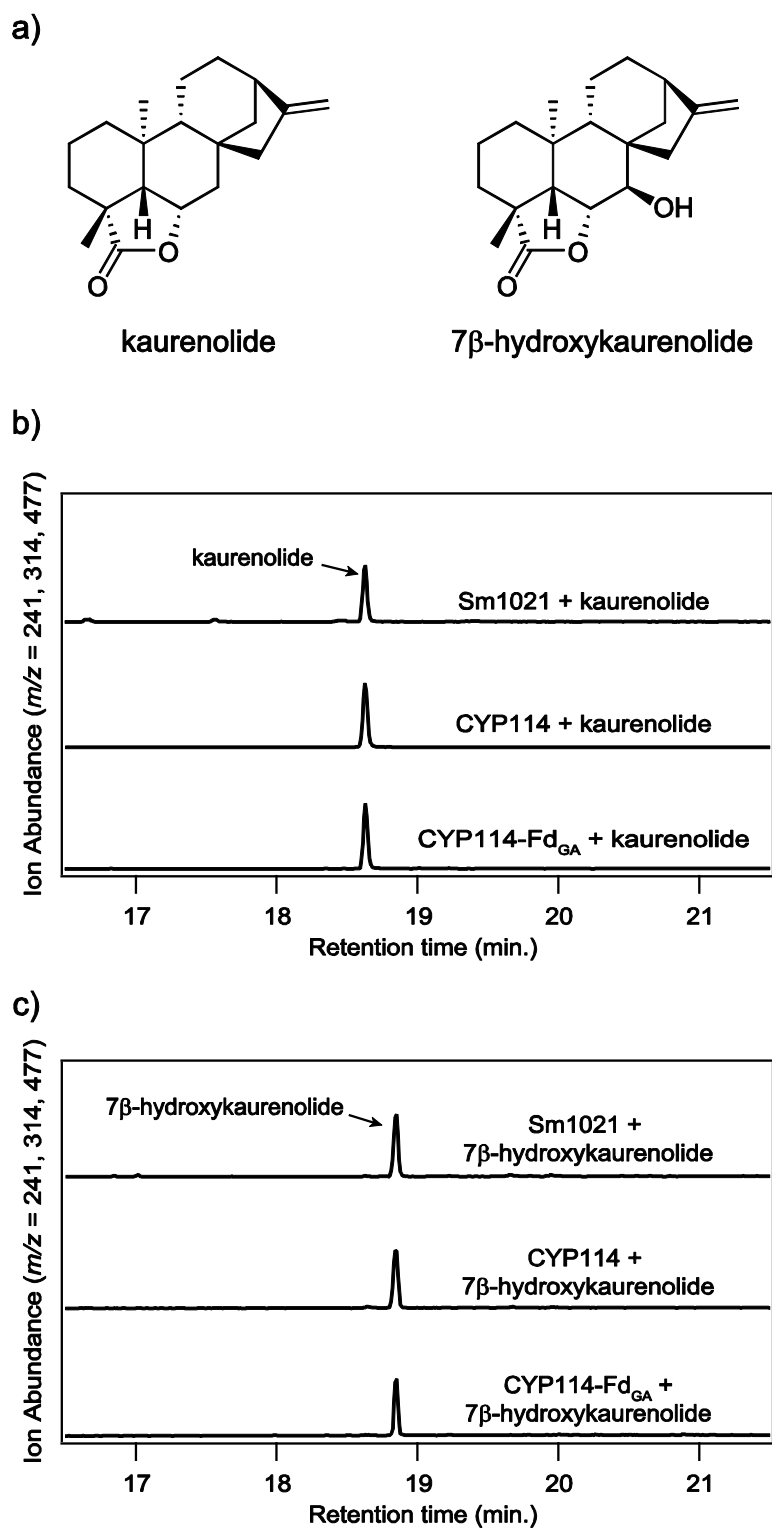 a)
H
O
O
kaurenolide
OH
H
O
O
7β-hydroxykaurenolide
b)
Ion Abundance (m/z = 241, 314, 477)
kaurenolide
Sm1021 + kaurenolide
CYP114 + kaurenolide
CYP114-FdGA + kaurenolide
17 18 19 20 21
Retention time (min.)
c)
Ion Abundance (m/z = 241, 314, 477)
7β-hydroxykaurenolide
Sm1021 +
7β-hydroxykaurenolide
CYP114 +
7β-hydroxykaurenolide
CYP114-FdGA +
7β-hydroxykaurenolide
17 18 19 20 21
Retention time (min.)